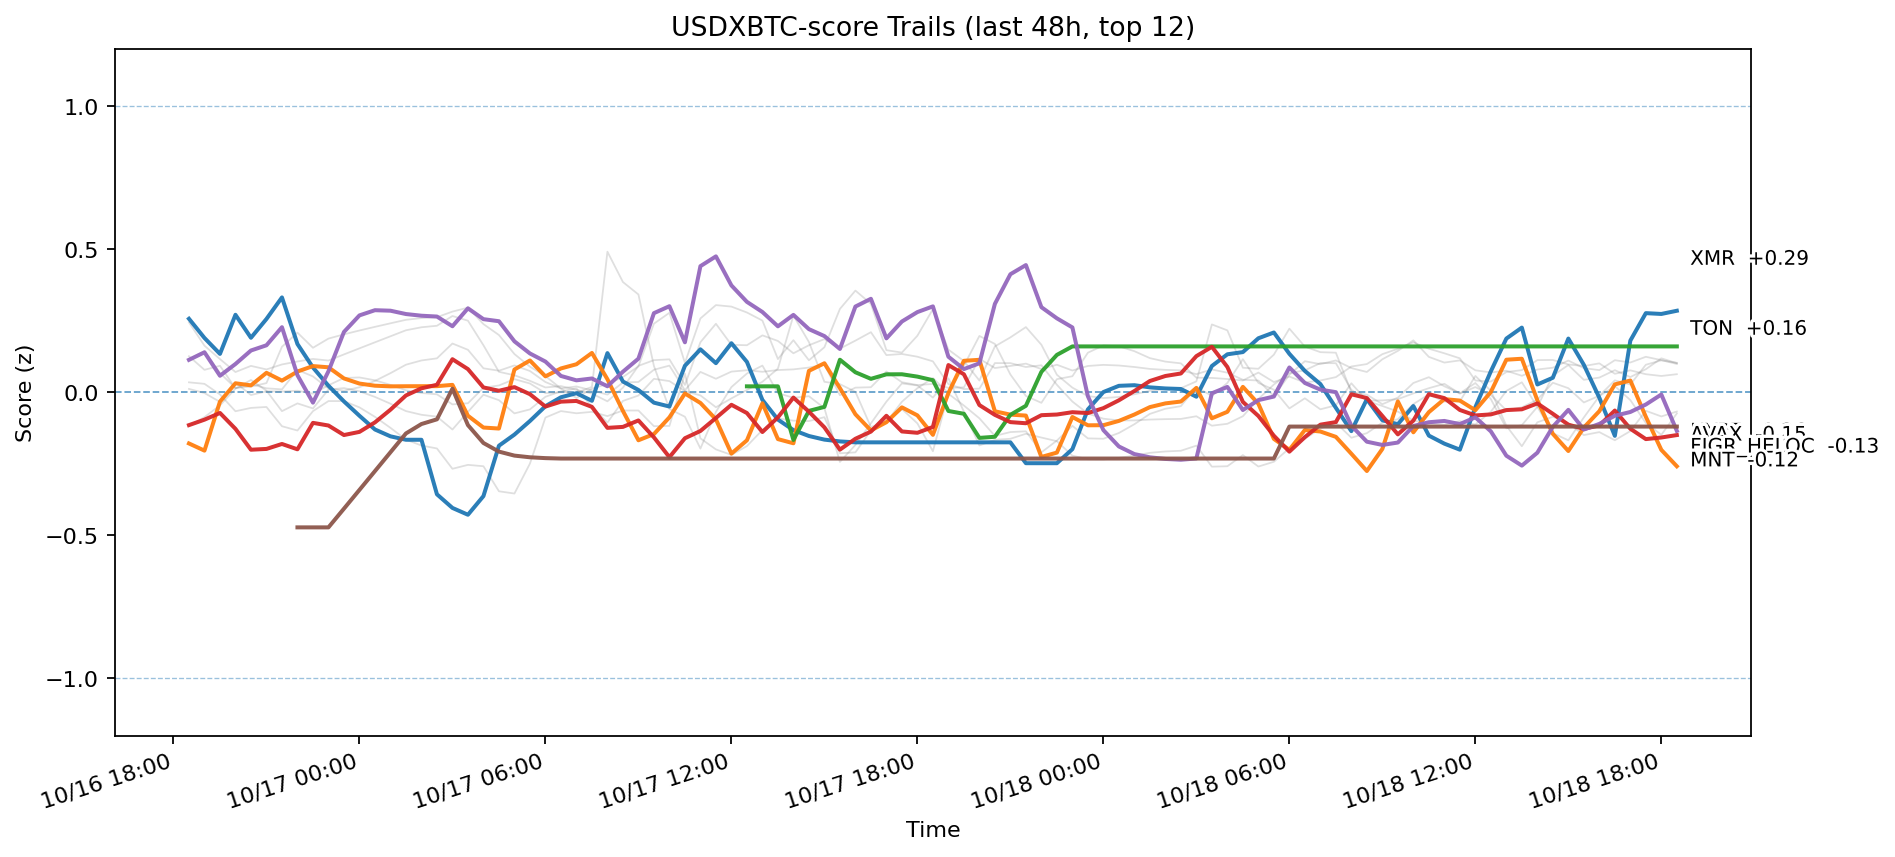 USDXBTC-score Trails (last 48h, top 12)
Score (z)
1.0
0.5
0.0
−0.5
−1.0
XMR +0.29
TON +0.16
AVAX -0.15
FIGR_HELOC -0.13
MNT -0.12
10/16 18:00
10/17 00:00
10/17 06:00
10/17 12:00
10/17 18:00
10/18 00:00
10/18 06:00
10/18 12:00
10/18 18:00
Time